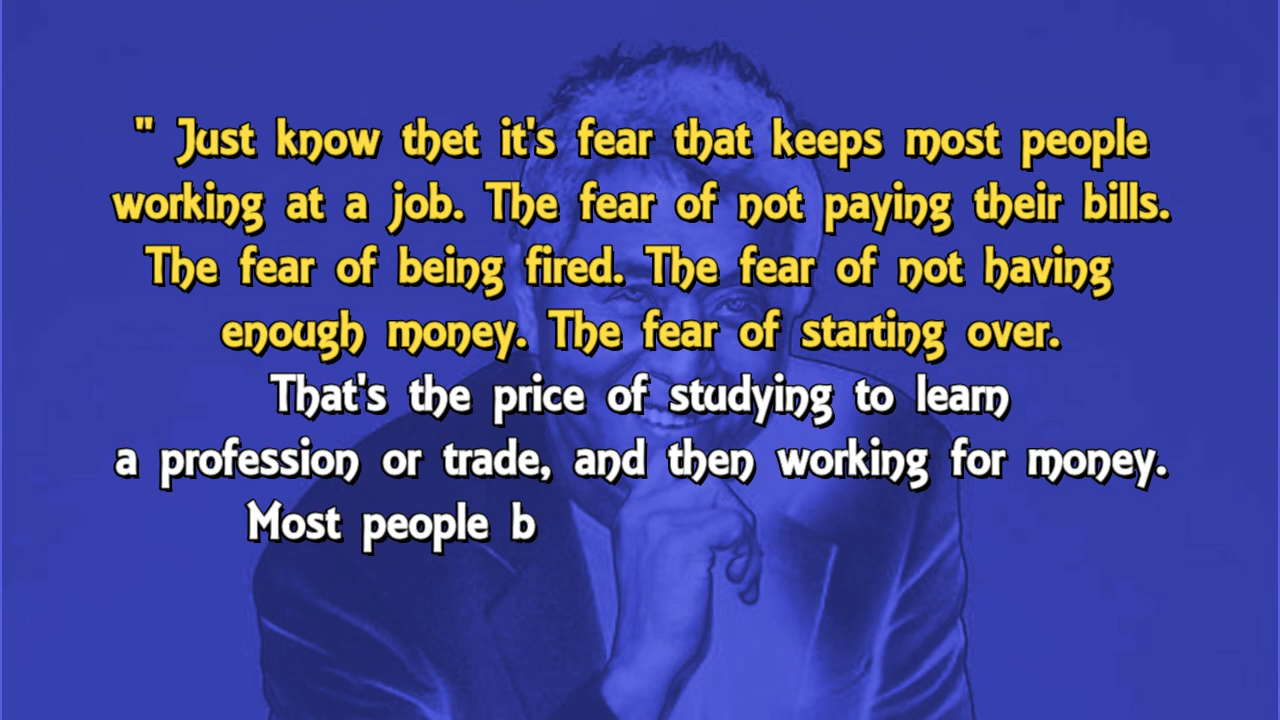 " Just know thet it's fear that keeps most people
working at a job. The fear of not paying their bills.
The fear of being fired. The fear of not having
enough money. The fear of starting over.
That's the price of studying to learn
a profession or trade, and then working for money.
Most people b